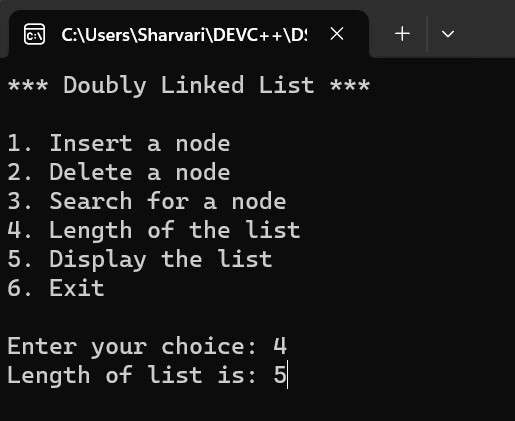 C:\Users\Sharvari\DEVC++\DS
*** Doubly Linked List ***
1. Insert a node
2. Delete a node
3. Search for a node
4. Length of the list
5. Display the list
6. Exit
Enter your choice: 4
Length of list is: 5